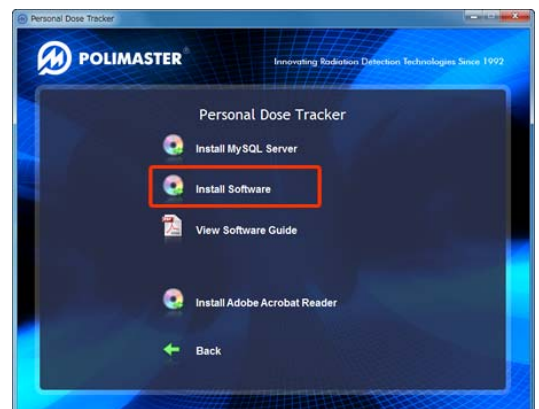 Personal Dose Tracker
POLIMASTER®
Innovating Radiation Detection Technologies Since 1992
Personal Dose Tracker
Install MySQL Server
Install Software
View Software Guide
Install Adobe Acrobat Reader
Back